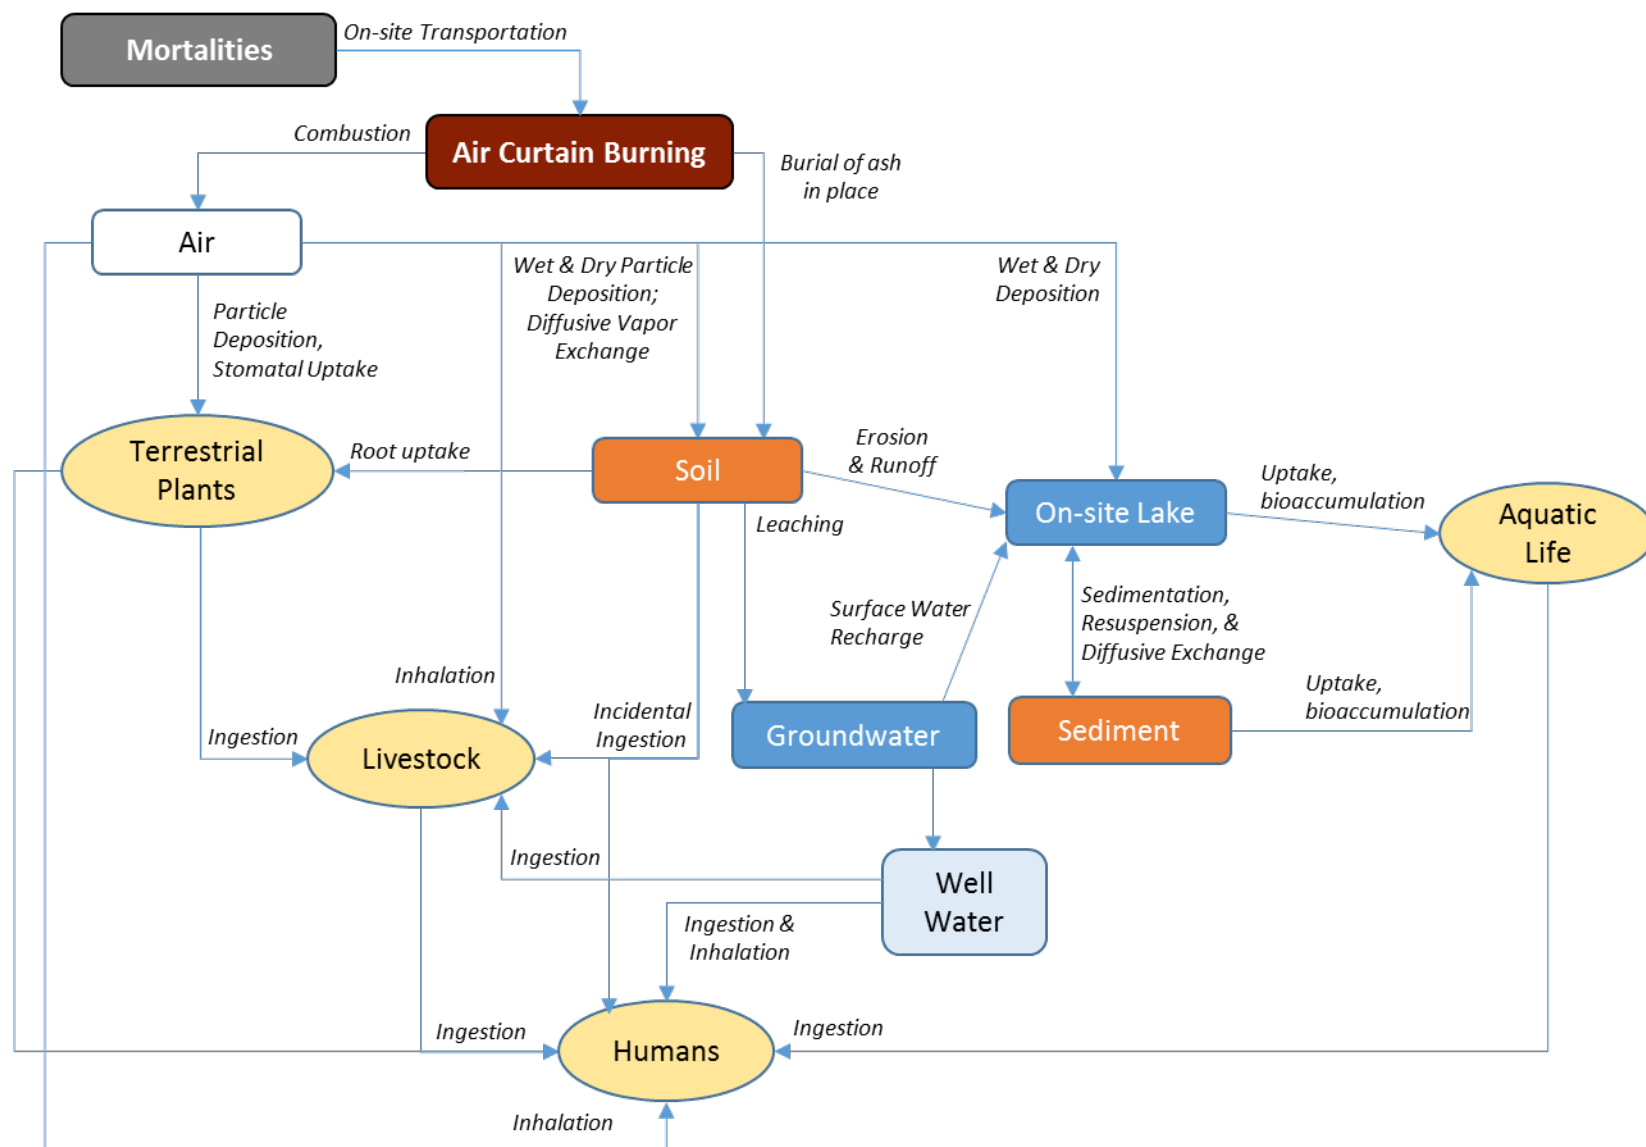 Mortalities
On-site Transportation
Combustion
Air Curtain Burning
Burial of ash
in place
Air
Wet & Dry Particle
Deposition;
Diffusive Vapor
Exchange
Wet & Dry
Deposition
Particle
Deposition,
Stomatal Uptake
Terrestrial
Plants
Root uptake
Soil
Erosion
& Runoff
On-site Lake
Uptake,
bioaccumulation
Aquatic
Life
Leaching
Surface Water
Recharge
Sedimentation,
Resuspension, &
Diffusive Exchange
Inhalation
Incidental
Ingestion
Groundwater
Sediment
Uptake,
bioaccumulation
Ingestion
Livestock
Ingestion
Well
Water
Ingestion &
Inhalation
Ingestion
Humans
Ingestion
Inhalation